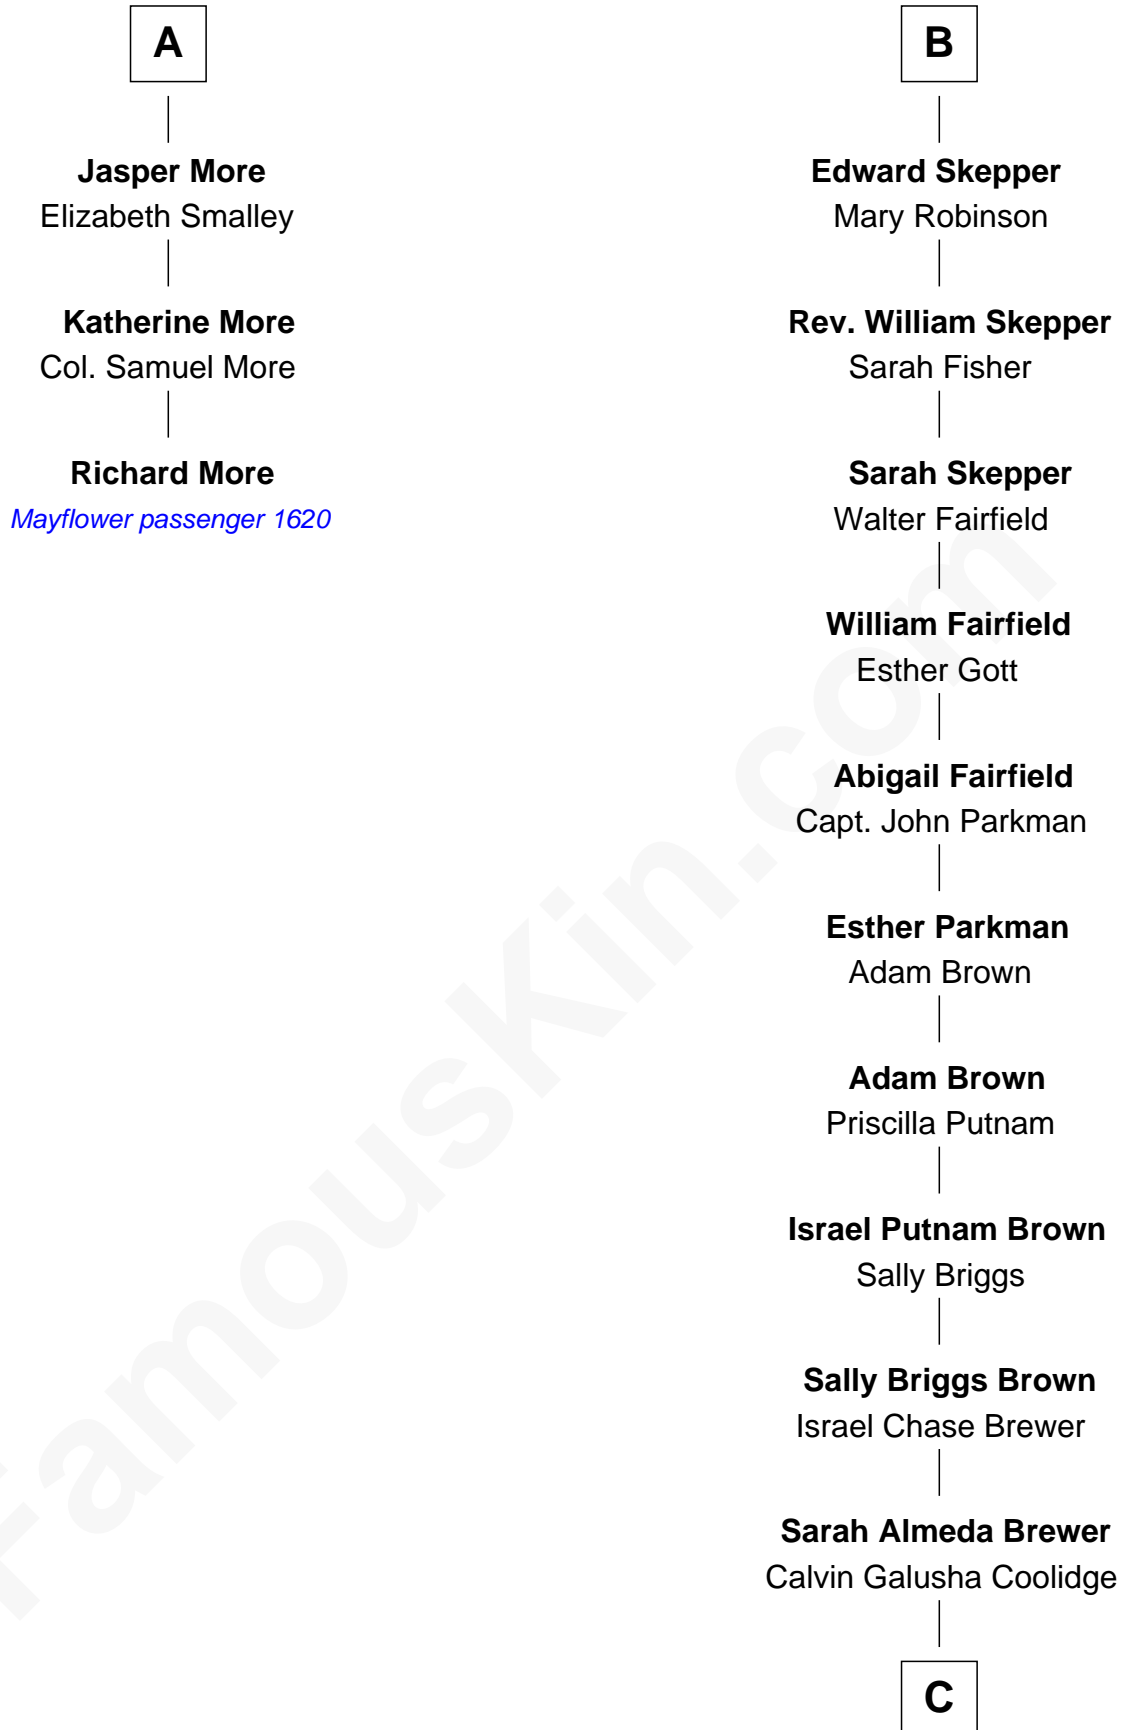 A
Jasper More
Elizabeth Smalley
Katherine More
Col. Samuel More
Richard More
Mayflower passenger 1620
B
Edward Skepper
Mary Robinson
Rev. William Skepper
Sarah Fisher
Sarah Skepper
Walter Fairfield
William Fairfield
Esther Gott
Abigail Fairfield
Capt. John Parkman
Esther Parkman
Adam Brown
Adam Brown
Priscilla Putnam
Israel Putnam Brown
Sally Briggs
Sally Briggs Brown
Israel Chase Brewer
Sarah Almeda Brewer
Calvin Galusha Coolidge
C
FamousKin.com